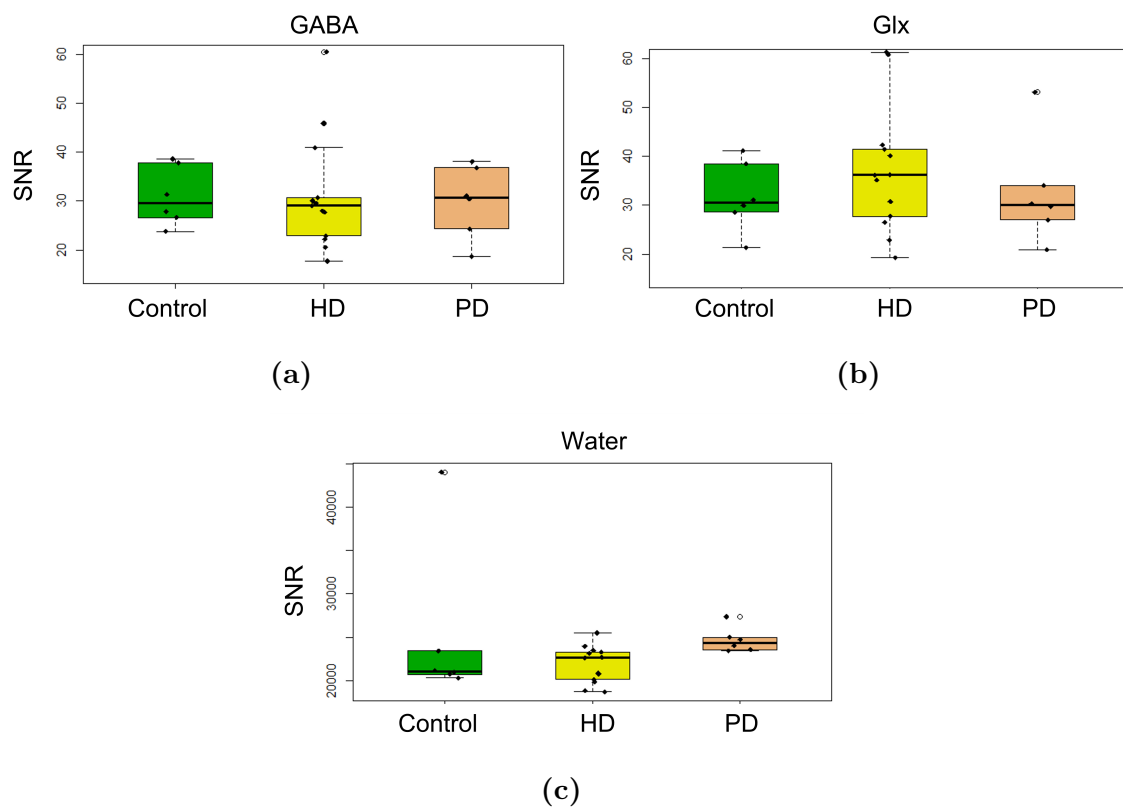 GABA
SNR
60
50
40
30
20
Control HD PD
(a)
Glx
SNR
60
50
40
30
20
Control HD PD
(b)
Water
SNR
40000
30000
20000
Control HD PD
(c)